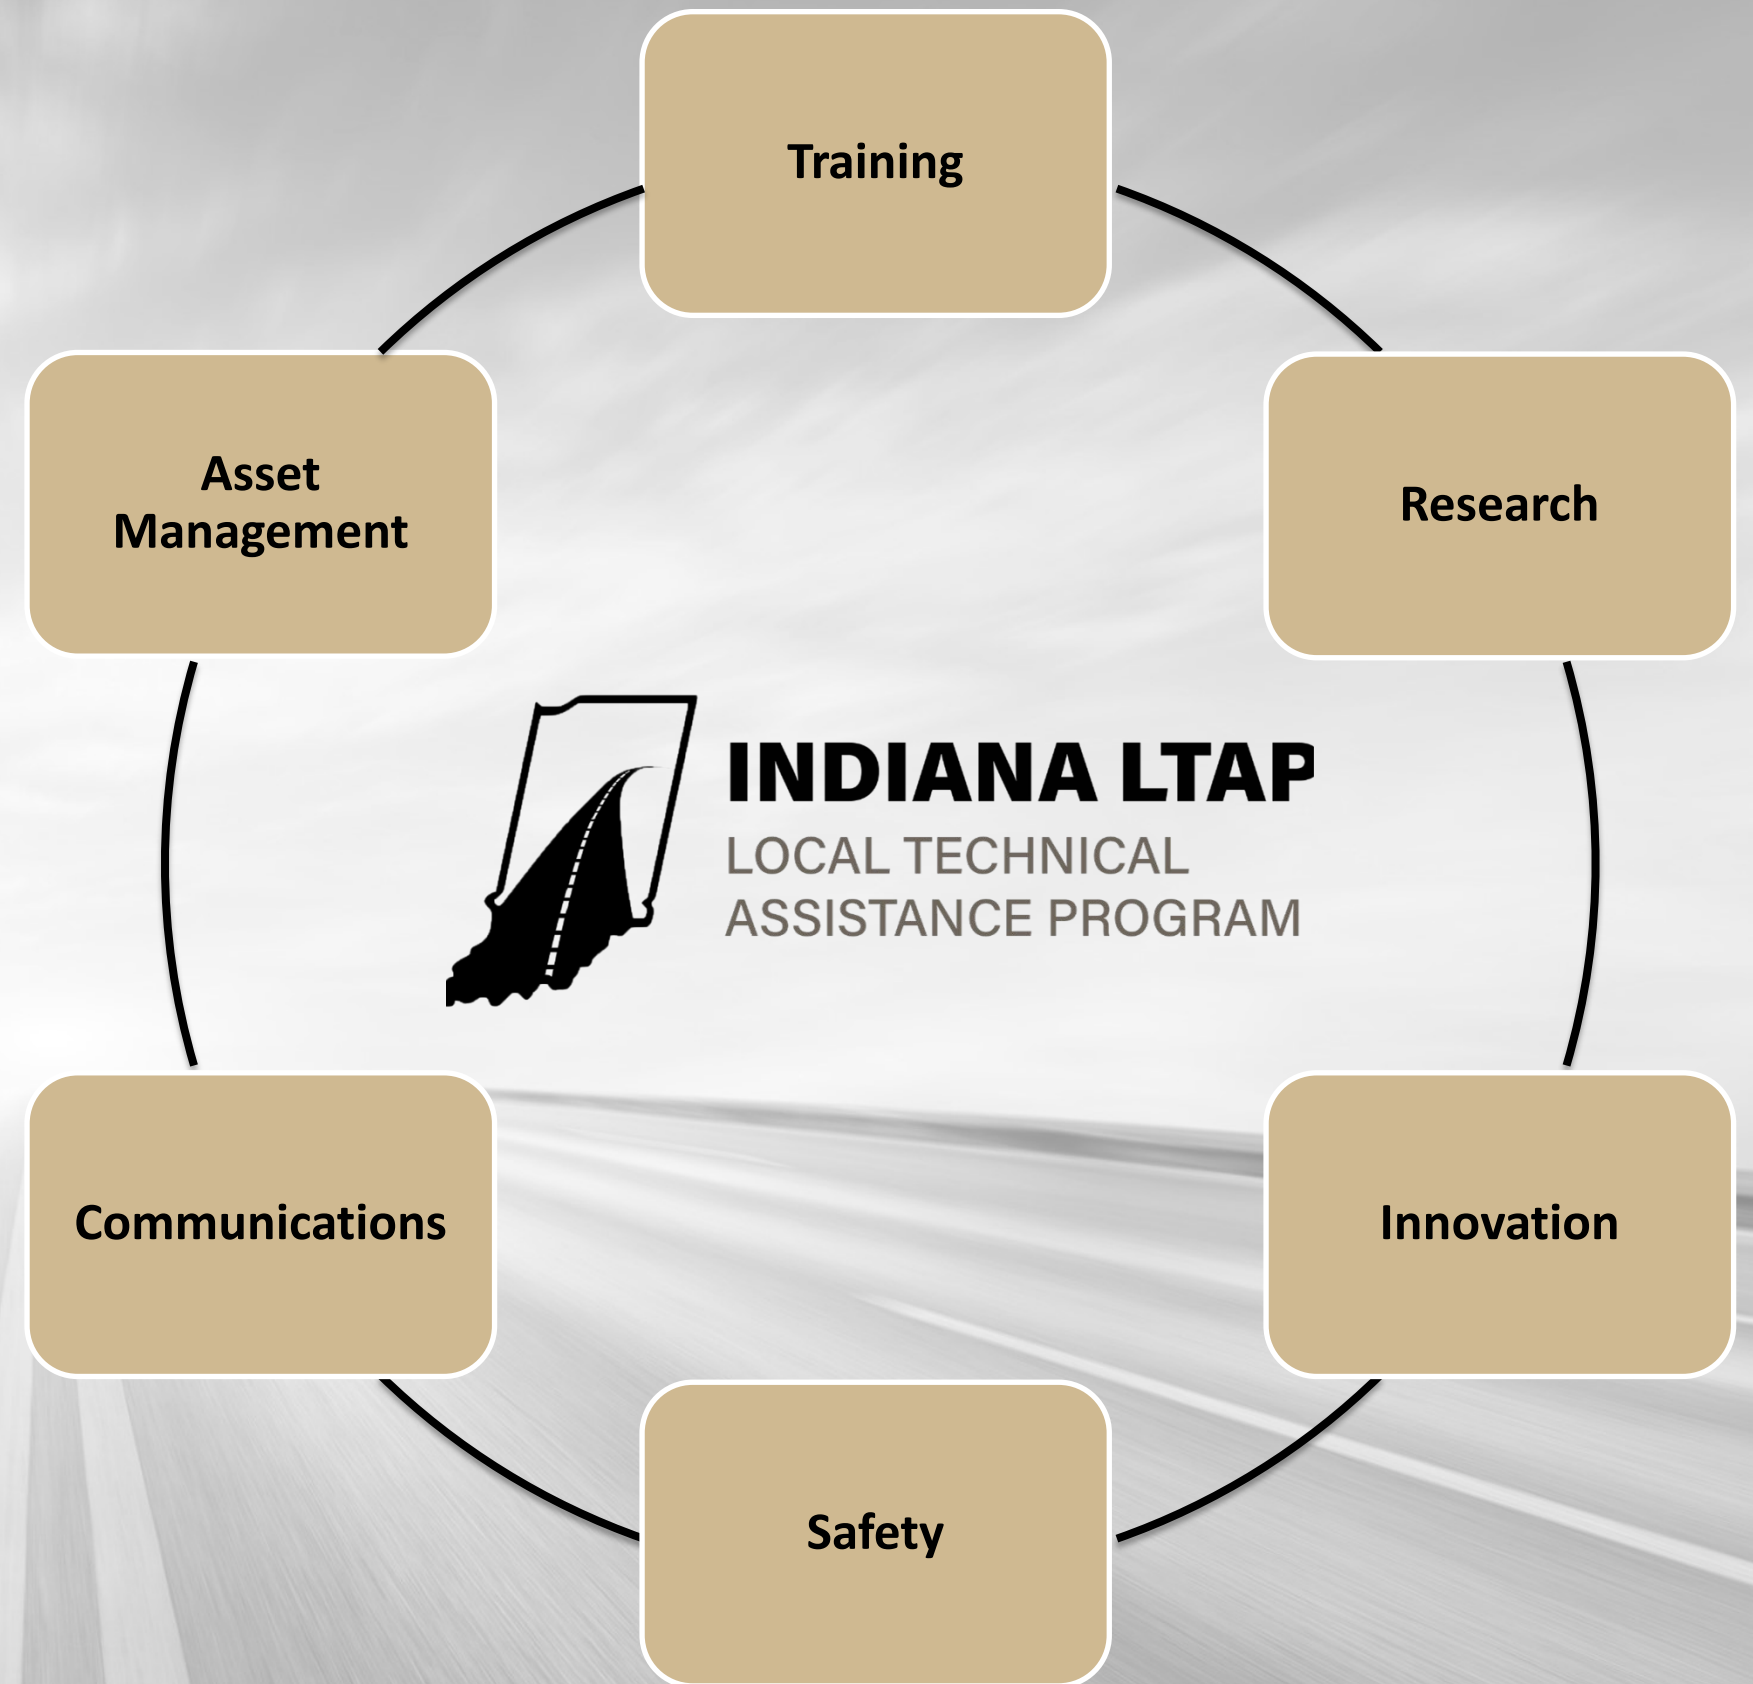 Training
Asset
Management
Research
INDIANA LTAP
LOCAL TECHNICAL
ASSISTANCE PROGRAM
Communications
Innovation
Safety